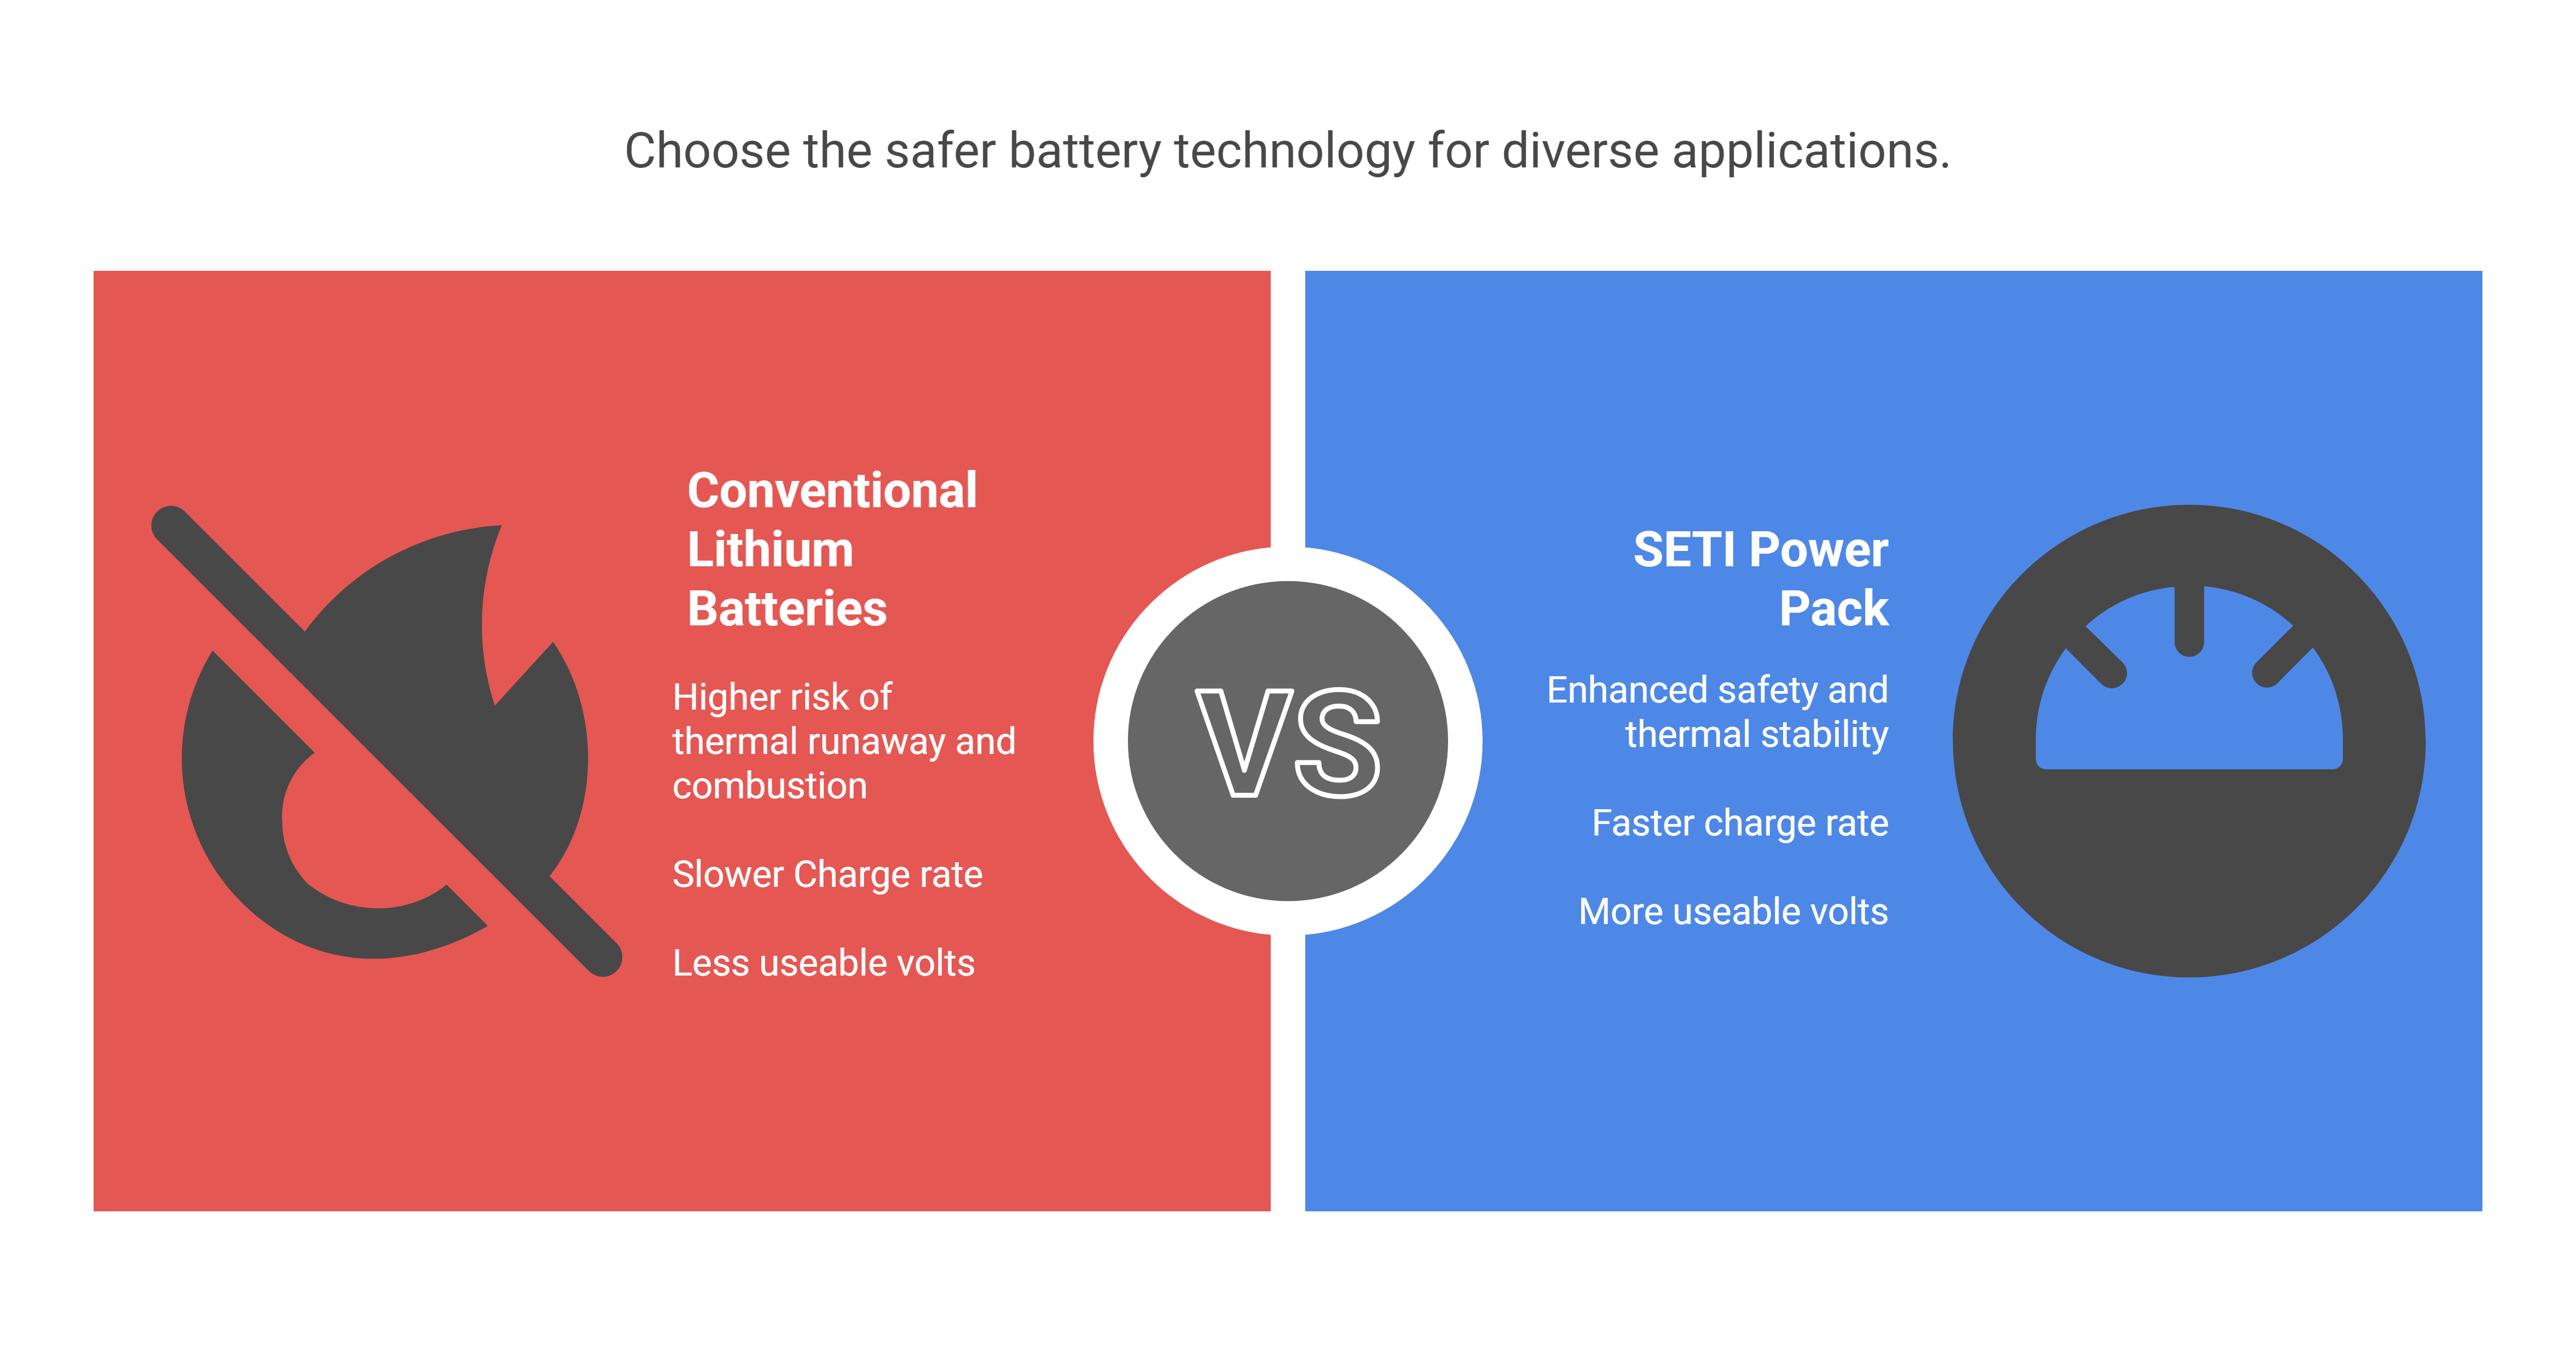 Choose the safer battery technology for diverse applications.
Conventional
Lithium
Batteries
Higher risk of
thermal runaway and
combustion
Slower Charge rate
Less useable volts
VS
SETI Power
Pack
Enhanced safety and
thermal stability
Faster charge rate
More useable volts